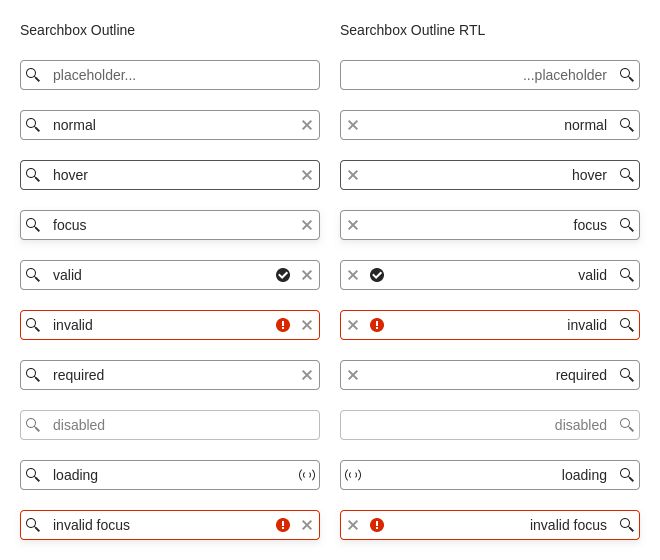 Searchbox Outline
Searchbox Outline RTL
placeholder...
...placeholder
normal
normal
hover
hover
focus
focus
valid
valid
invalid
invalid
required
required
disabled
disabled
loading
loading
invalid focus
invalid focus